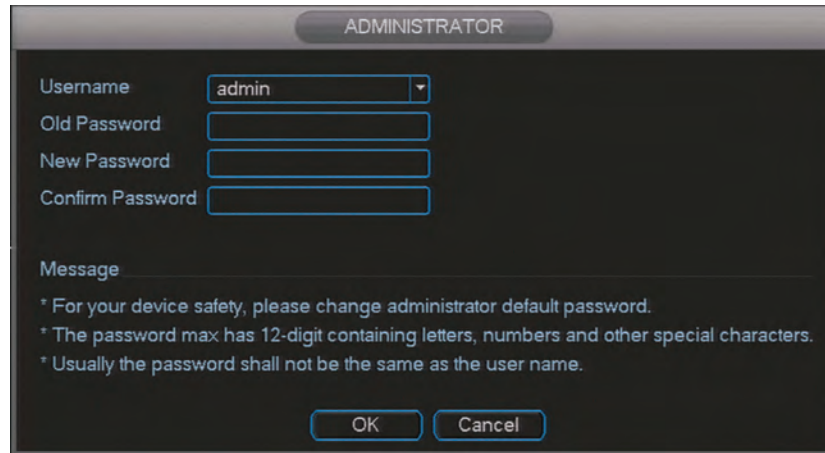 ADMINISTRATOR
Username admin
Old Password
New Password
Confirm Password
Message
* For your device safety, please change administrator default password.
* The password max has 12-digit containing letters, numbers and other special characters.
* Usually the password shall not be the same as the user name.
OK Cancel